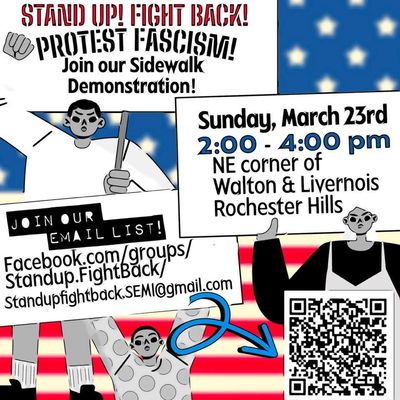 STAND UP! FIGHT BACK!
PROTEST FASCISM!
Join our Sidewalk
Demonstration!
Sunday, March 23rd
2:00 - 4:00 pm
NE corner of
Walton & Livernois
Rochester Hills
JOIN OUR
EMAIL LIST!
Facebook.com/groups/
Standup.FightBack/
Standupfightback.SEMI@gmail.com